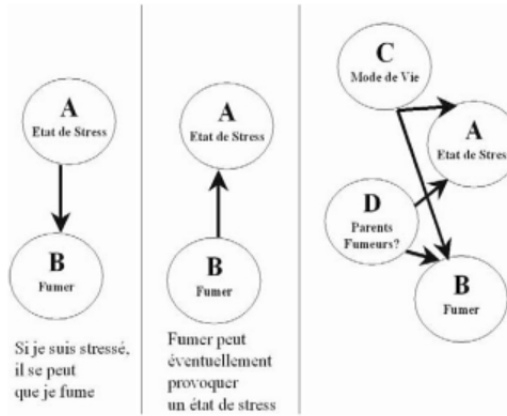 A
Etat de Stress
B
Fumer
Si je suis stressé,
il se peut
que je fume
A
Etat de Stress
B
Fumer
Fumer peut
éventuellement
provoquer
un état de stress
C
Mode de Vie
A
Etat de Stress
D
Parents
Fumeurs?
B
Fumer